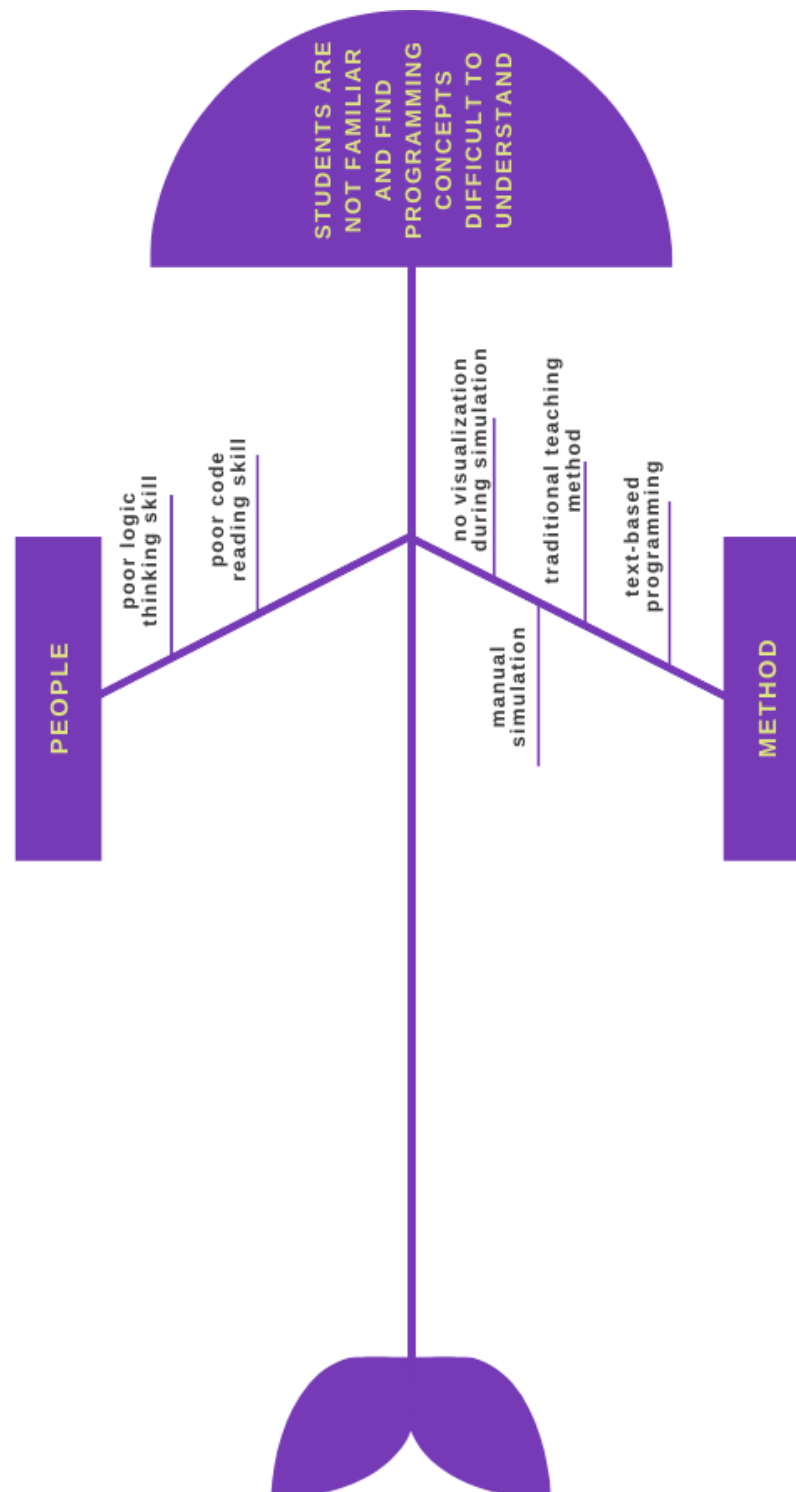 STUDENTS ARE
NOT FAMILIAR
AND FIND
PROGRAMMING
CONCEPTS
DIFFICULT TO
UNDERSTAND
PEOPLE
poor logic
thinking skill
poor code
reading skill
no visualization
during simulation
traditional teaching
method
text-based
programming
manual
simulation
METHOD